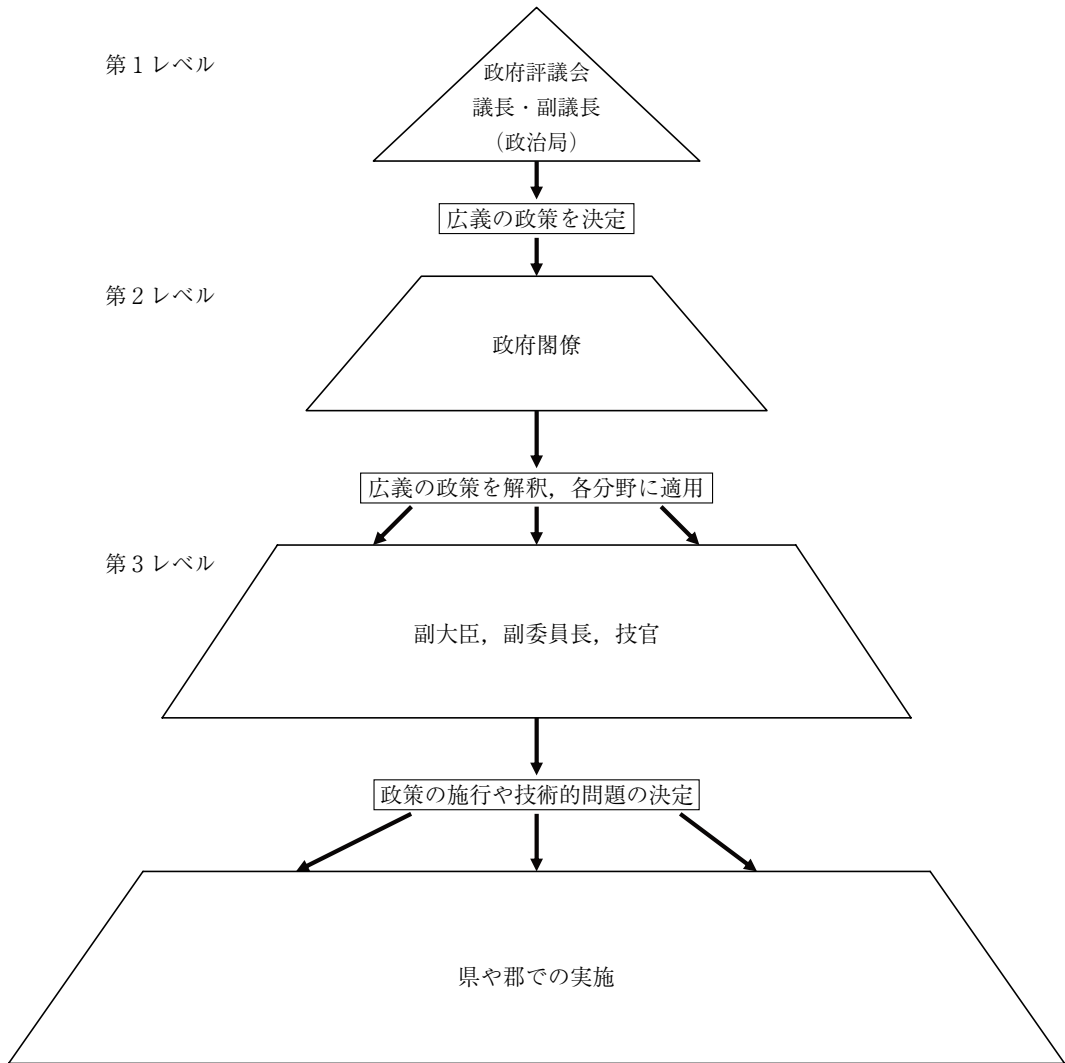 第1レベル
政府評議会
議長・副議長
（政治局）
広義の政策を決定
第2レベル
政府閣僚
広義の政策を解釈，各分野に適用
第3レベル
副大臣，副委員長，技官
政策の施行や技術的問題の決定
県や郡での実施